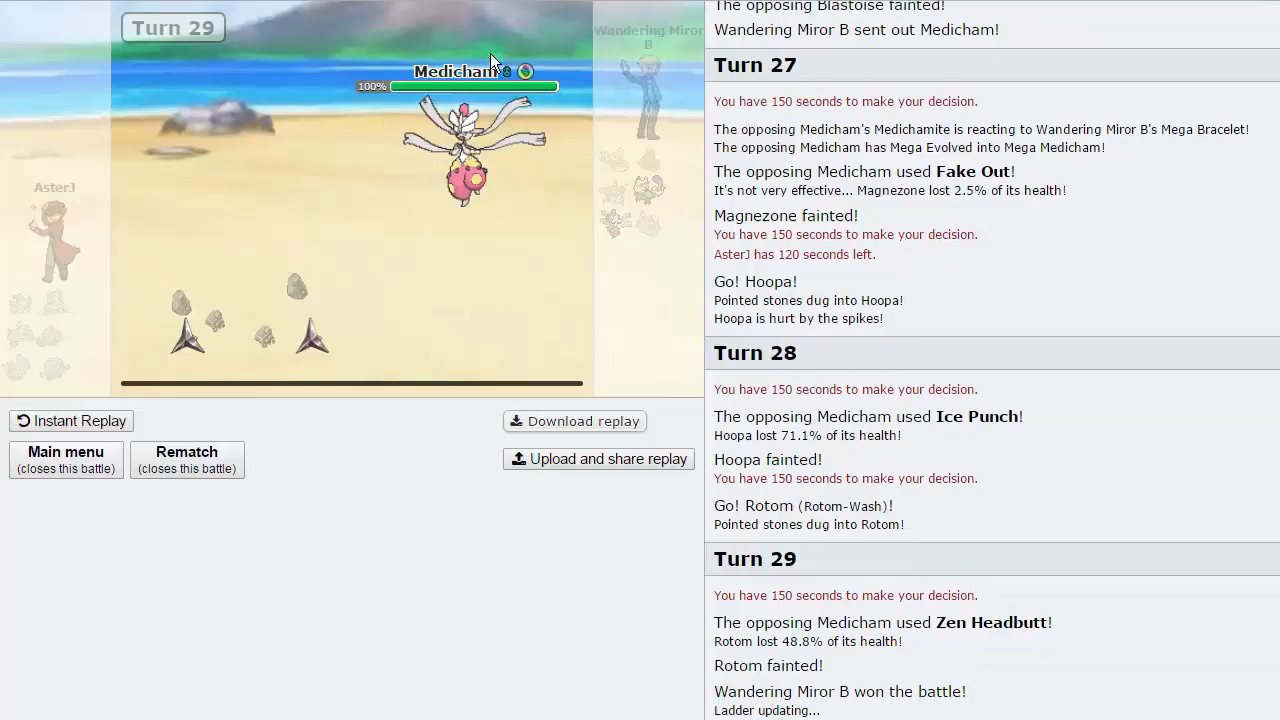 Turn 29
Wandering Miror
B
Medicham
100%
AsterJ
Instant Replay
Download replay
Main menu
(closes this battle)
Rematch
(closes this battle)
Upload and share replay
The opposing Blastoise fainted!
Wandering Miror B sent out Medicham!
Turn 27
You have 150 seconds to make your decision.
The opposing Medicham's Medichamite is reacting to Wandering Miror B's Mega Bracelet!
The opposing Medicham has Mega Evolved into Mega Medicham!
The opposing Medicham used Fake Out!
It's not very effective... Magnezone lost 2.5% of its health!
Magnezone fainted!
You have 150 seconds to make your decision.
AsterJ has 120 seconds left.
Go! Hoopa!
Pointed stones dug into Hoopa!
Hoopa is hurt by the spikes!
Turn 28
You have 150 seconds to make your decision.
The opposing Medicham used Ice Punch!
Hoopa lost 71.1% of its health!
Hoopa fainted!
You have 150 seconds to make your decision.
Go! Rotom (Rotom-Wash)!
Pointed stones dug into Rotom!
Turn 29
You have 150 seconds to make your decision.
The opposing Medicham used Zen Headbutt!
Rotom lost 48.8% of its health!
Rotom fainted!
Wandering Miror B won the battle!
Ladder updating...